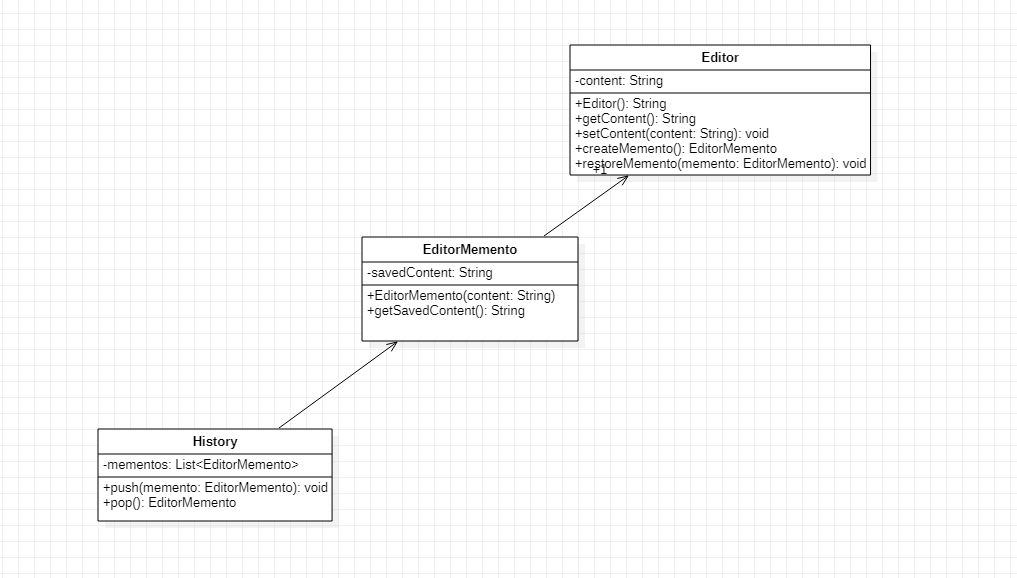 Editor
-content: String
+Editor(): String
+getContent(): String
+setContent(content: String): void
+createMemento(): EditorMemento
+restoreMemento(memento: EditorMemento): void
+1
EditorMemento
-savedContent: String
+EditorMemento(content: String)
+getSavedContent(): String
History
-mementos: List<EditorMemento>
+push(memento: EditorMemento): void
+pop(): EditorMemento